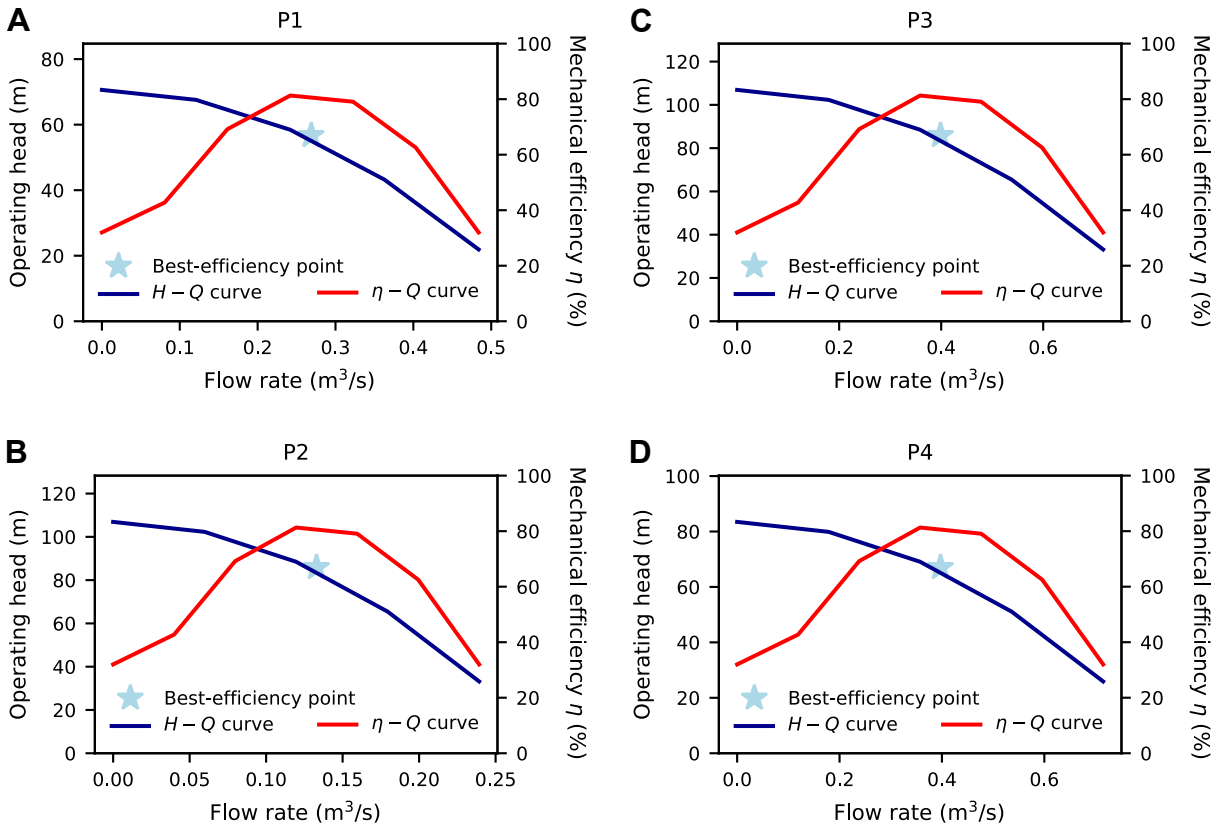 A
P1
Operating head (m)
80
60
40
20
0
100
80
60
40
20
0
Mechanical efficiency η (%)
Best-efficiency point
H − Q curve
η − Q curve
0.0 0.1 0.2 0.3 0.4 0.5
Flow rate (m³/s)
C
P3
Operating head (m)
120
100
80
60
40
20
0
100
80
60
40
20
0
Mechanical efficiency η (%)
Best-efficiency point
H − Q curve
η − Q curve
0.0 0.2 0.4 0.6
Flow rate (m³/s)
B
P2
Operating head (m)
120
100
80
60
40
20
0
100
80
60
40
20
0
Mechanical efficiency η (%)
Best-efficiency point
H − Q curve
η − Q curve
0.00 0.05 0.10 0.15 0.20 0.25
Flow rate (m³/s)
D
P4
Operating head (m)
100
80
60
40
20
0
100
80
60
40
20
0
Mechanical efficiency η (%)
Best-efficiency point
H − Q curve
η − Q curve
0.0 0.2 0.4 0.6
Flow rate (m³/s)